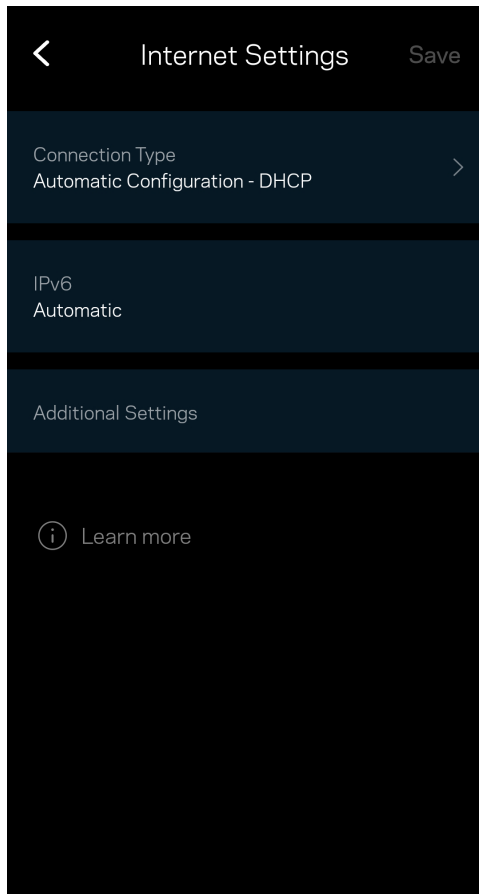 Internet Settings Save
Connection Type
Automatic Configuration - DHCP
IPv6
Automatic
Additional Settings
Learn more